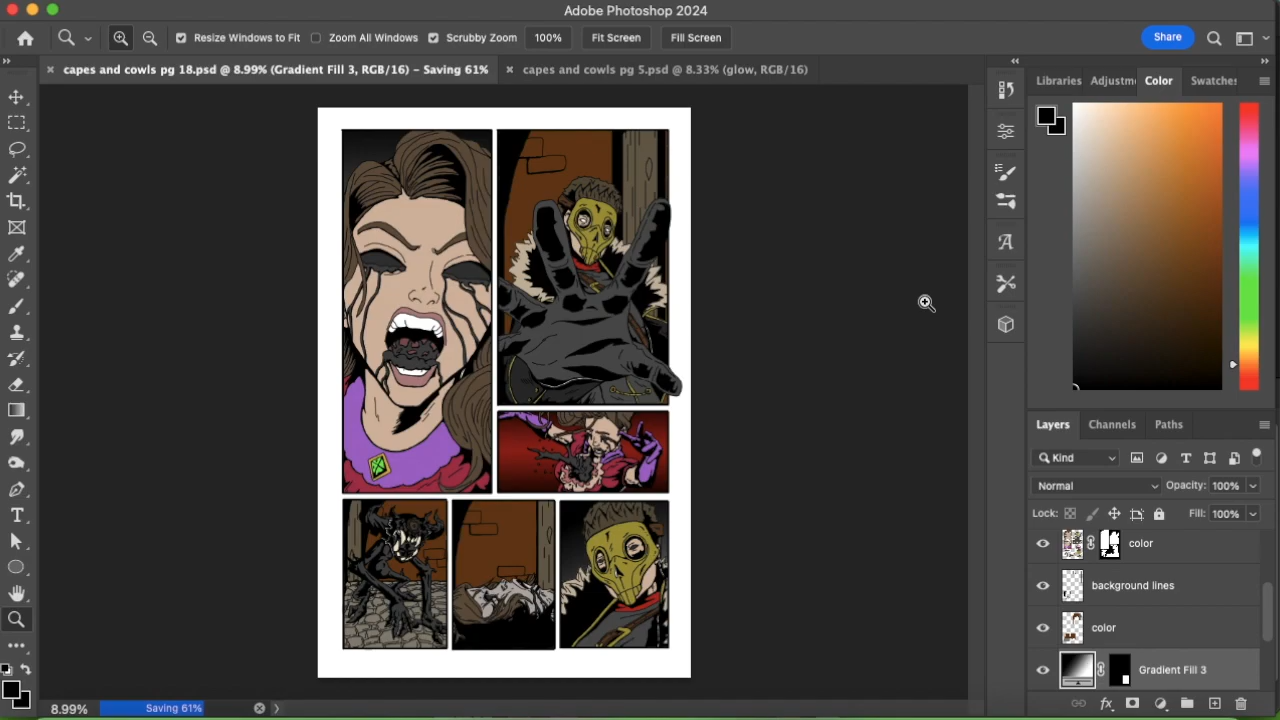 Adobe Photoshop 2024
Resize Windows to Fit Zoom All Windows Scrubby Zoom 100% Fit Screen Fill Screen Share
capes and cowls pg 18.psd @ 8.99% (Gradient Fill 3, RGB/16) – Saving 61% capes and cowls pg 5.psd @ 8.33% (glow, RGB/16)
Libraries Adjustm Color Swatches
Layers Channels Paths
Kind
Normal Opacity: 100%
Lock: Fill: 100%
color
background lines
color
Gradient Fill 3
8.99% Saving 61%